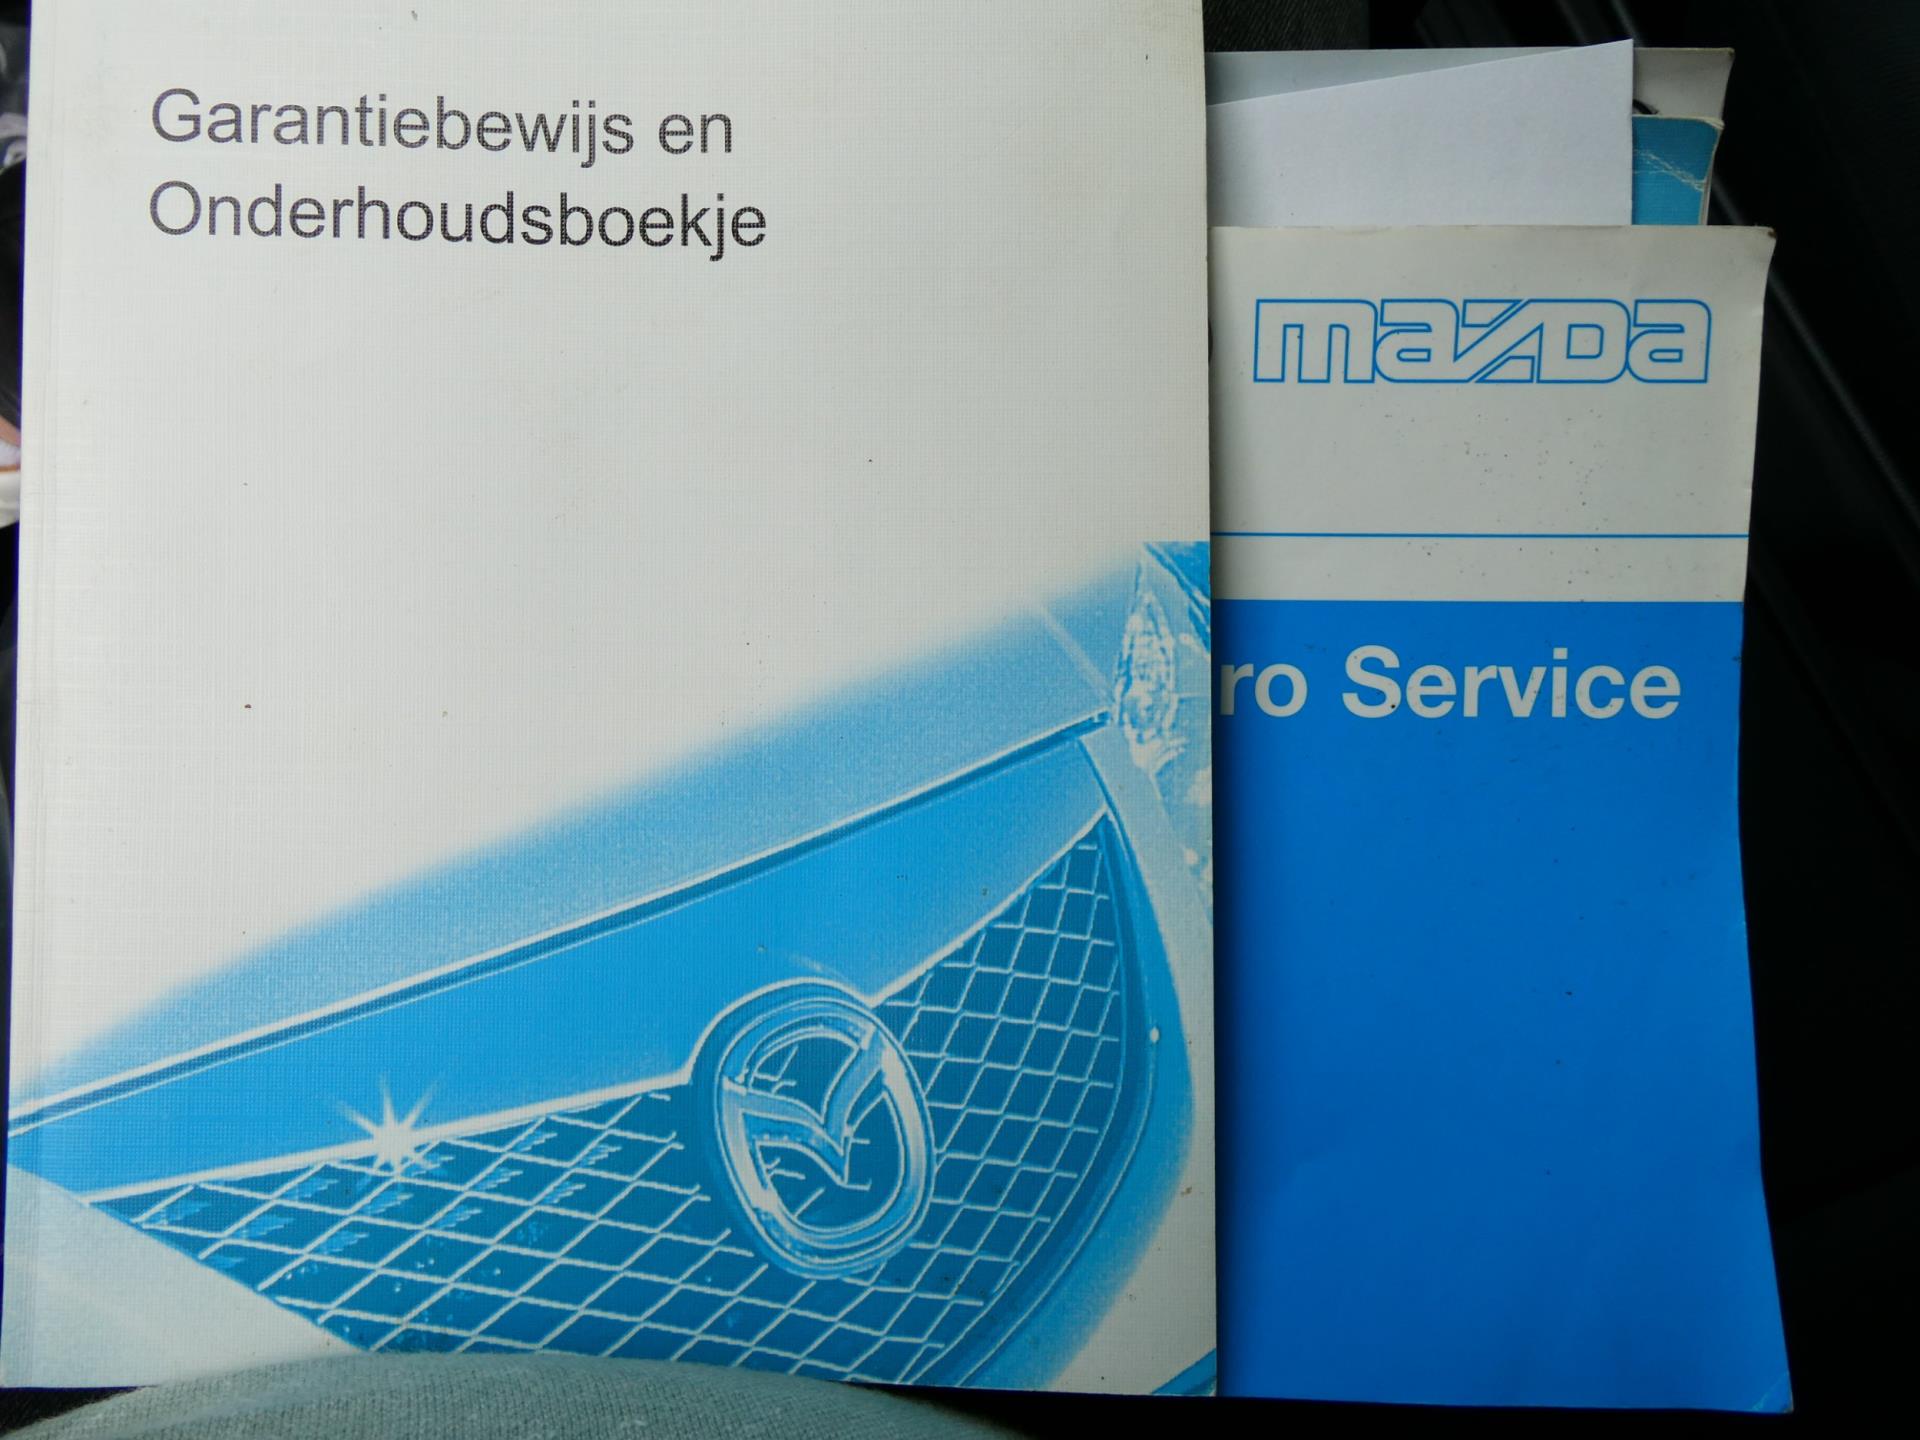 Garantiebewijs en
Onderhoudsboekje
mazda
ro Service